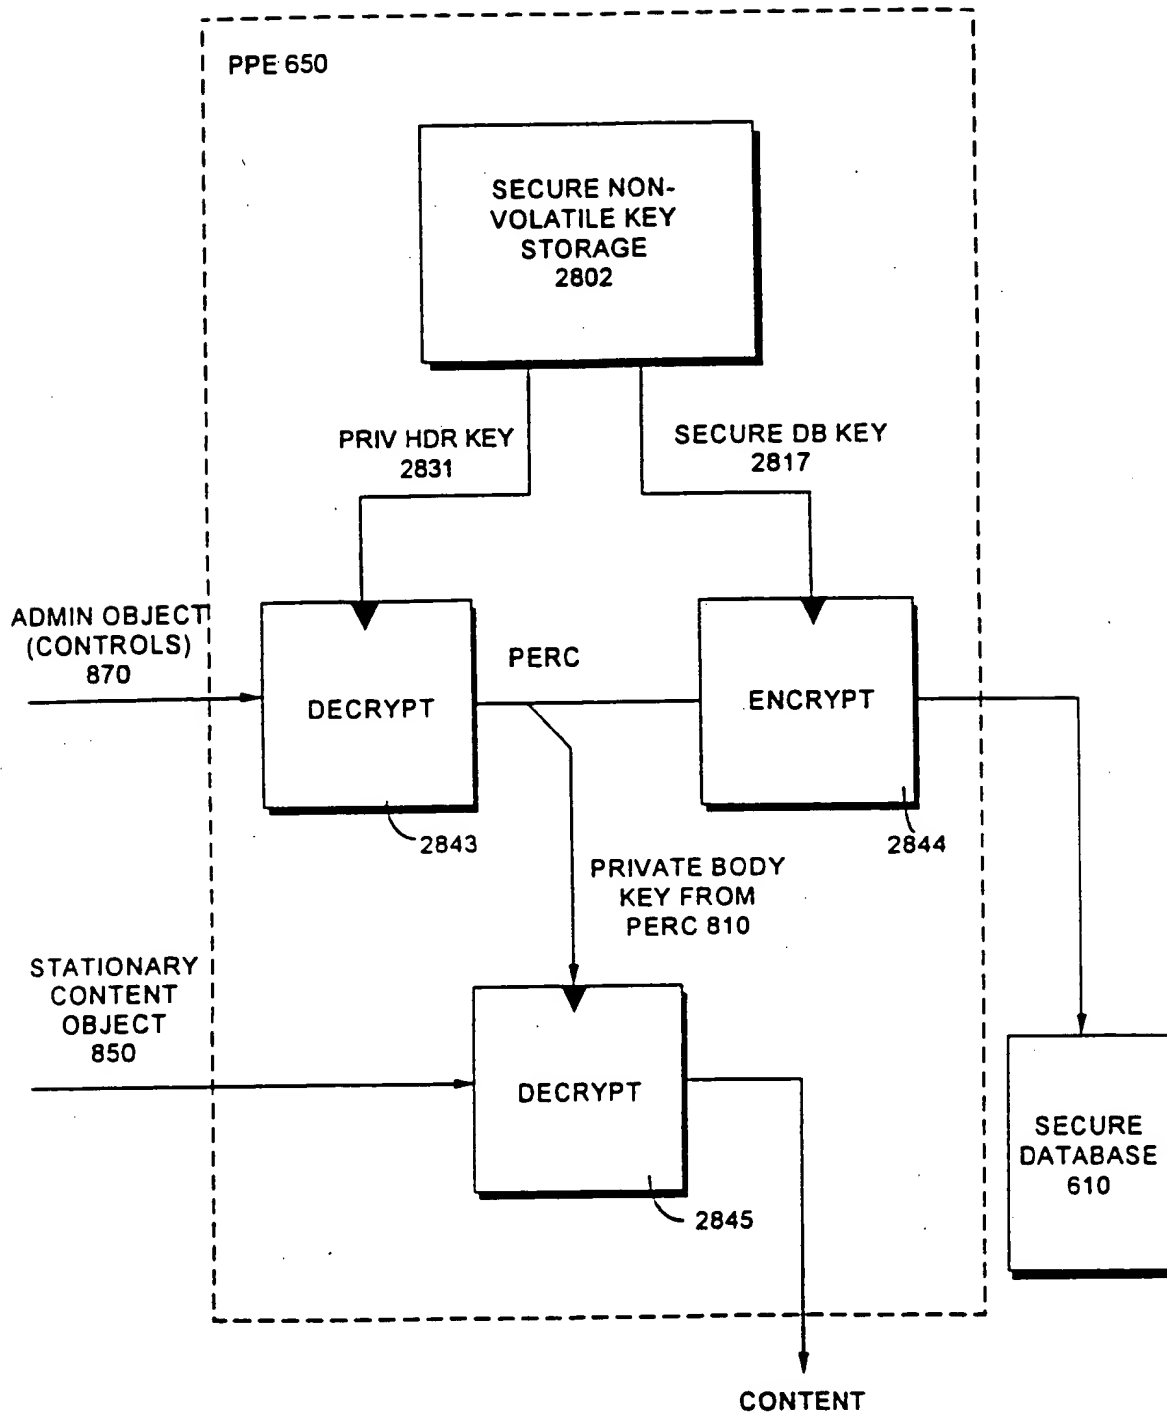 PPE 650
SECURE NON-
VOLATILE KEY
STORAGE
2802
PRIV HDR KEY
2831
SECURE DB KEY
2817
ADMIN OBJECT
(CONTROLS)
870
DECRYPT
PERC
ENCRYPT
2843
2844
PRIVATE BODY
KEY FROM
PERC 810
STATIONARY
CONTENT
OBJECT
850
DECRYPT
2845
SECURE
DATABASE
610
CONTENT